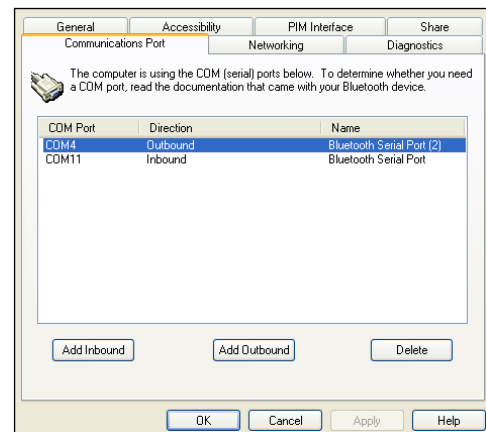 General Accessibility PIM Interface Share
Communications Port Networking Diagnostics
The computer is using the COM (serial) ports below. To determine whether you need
a COM port, read the documentation that came with your Bluetooth device.
COM Port Direction Name
COM4 Outbound Bluetooth Serial Port (2)
COM11 Inbound Bluetooth Serial Port
Add Inbound Add Outbound Delete
OK Cancel Apply Help